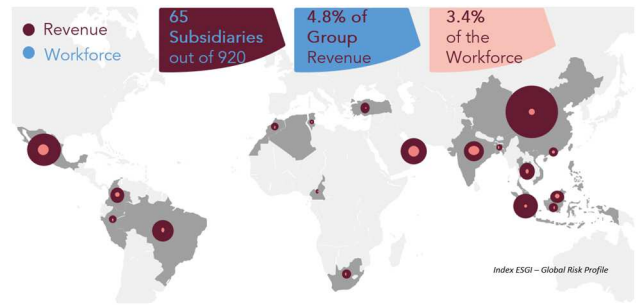 Revenue
Workforce
65
Subsidiaries
out of 920
4.8% of
Group
Revenue
3.4%
of the
Workforce
Index ESGI – Global Risk Profile